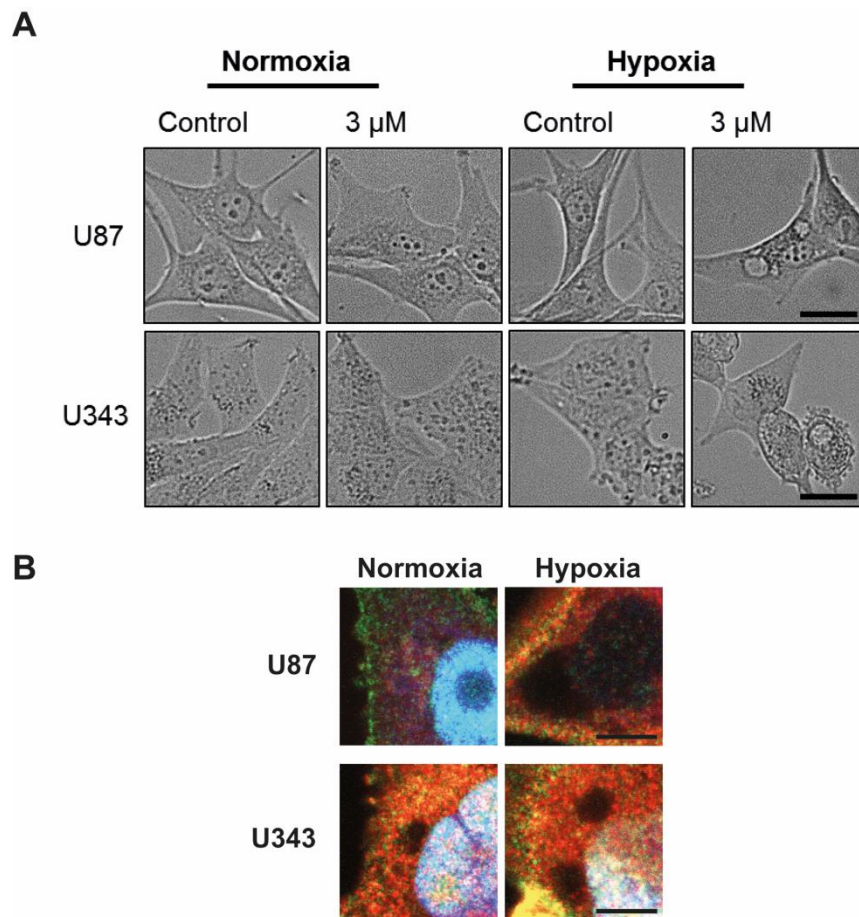 A
Normoxia Hypoxia
Control 3 µM Control 3 µM
U87
U343
B
Normoxia Hypoxia
U87
U343